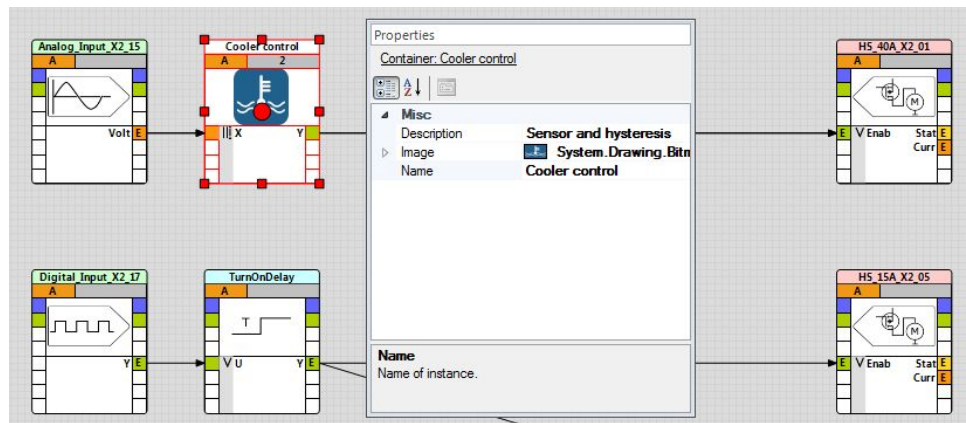 Analog_Input_X2_15
A
Volt E
Cooler control
A 2
X Y
Properties
Container: Cooler control
A
Z
Misc
Description Sensor and hysteresis
Image System.Drawing.Bitm
Name Cooler control
Name
Name of instance.
HS_40A_X2_01
A
M
E V Enab Stat E
Curr E
Digital_Input_X2_17
A
Y E
TurnOnDelay
A
T
V U Y E
HS_15A_X2_05
A
M
E V Enab Stat E
Curr E